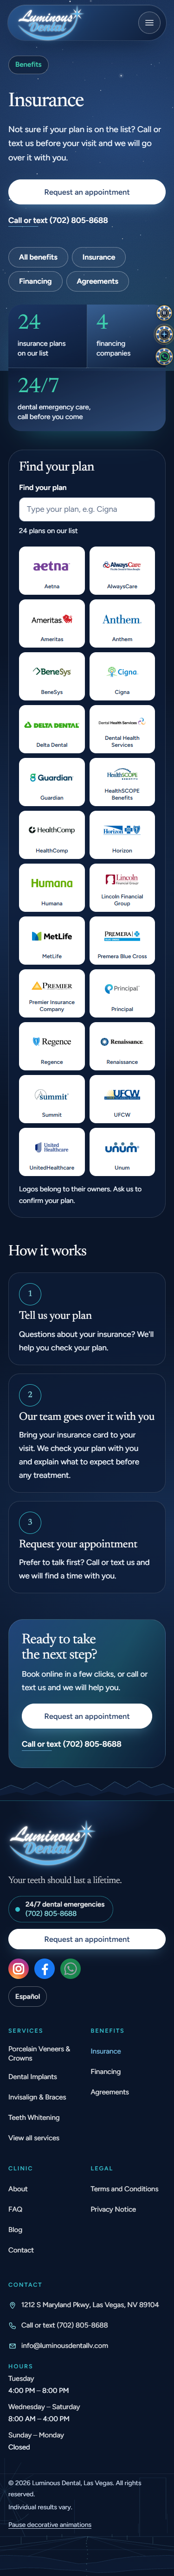 Luminous
Dental
Benefits
Insurance
Not sure if your plan is on the list? Call or
text us before your visit and we will go
over it with you.
Request an appointment
Call or text (702) 805-8688
All benefits
Insurance
Financing
Agreements
24
insurance plans
on our list
4
financing
companies
24/7
dental emergency care,
call before you come
Find your plan
Find your plan
Type your plan, e.g. Cigna
24 plans on our list
aetna
Aetna
AlwaysCare
AlwaysCare
Ameritas
Ameritas
Anthem
Anthem
BeneSys
BeneSys
Cigna
Cigna
DELTA DENTAL
Delta Dental
Dental Health Services
Dental Health
Services
Guardian
Guardian
HealthSCOPE
BENEFITS
HealthSCOPE
Benefits
HealthComp
HealthComp
Horizon
Horizon
Humana
Humana
Lincoln
Financial Group
Lincoln Financial
Group
MetLife
MetLife
PREMERA
Premera Blue Cross
PREMIER
Premier Insurance
Company
Principal
Principal
Regence
Regence
Renaissance
Renaissance
summit
Summit
UFCW
UFCW
United
Healthcare
UnitedHealthcare
unum
Unum
Logos belong to their owners. Ask us to
confirm your plan.
How it works
1
Tell us your plan
Questions about your insurance? We'll
help you check your plan.
2
Our team goes over it with you
Bring your insurance card to your
visit. We check your plan with you
and explain what to expect before
any treatment.
3
Request your appointment
Prefer to talk first? Call or text us and
we will find a time with you.
Ready to take
the next step?
Book online in a few clicks, or call or
text us and we will help you.
Request an appointment
Call or text (702) 805-8688
Luminous
Dental
Your teeth should last a lifetime.
24/7 dental emergencies
(702) 805-8688
Request an appointment
Español
SERVICES
Porcelain Veneers &
Crowns
Dental Implants
Invisalign & Braces
Teeth Whitening
View all services
BENEFITS
Insurance
Financing
Agreements
CLINIC
About
FAQ
Blog
Contact
LEGAL
Terms and Conditions
Privacy Notice
CONTACT
1212 S Maryland Pkwy, Las Vegas, NV 89104
Call or text (702) 805-8688
info@luminousdentallv.com
HOURS
Tuesday
4:00 PM – 8:00 PM
Wednesday – Saturday
8:00 AM – 4:00 PM
Sunday – Monday
Closed
© 2026 Luminous Dental, Las Vegas. All rights
reserved.
Individual results vary.
Pause decorative animations